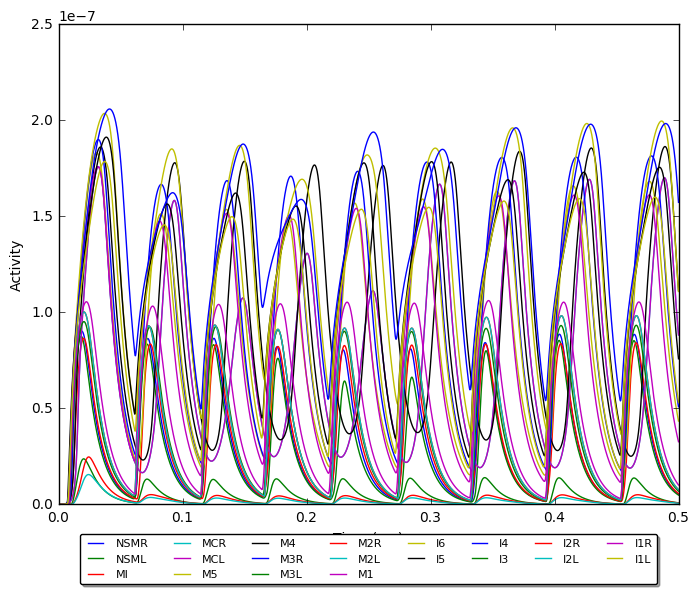 1e−7
2.5
2.0
1.5
1.0
0.5
0.0
Activity
0.0 0.1 0.2 0.3 0.4 0.5
NSMR MCR M4 M2R I6 I4 I2R I1R
NSML MCL M3R M2L I5 I3 I2L I1L
MI M5 M3L M1